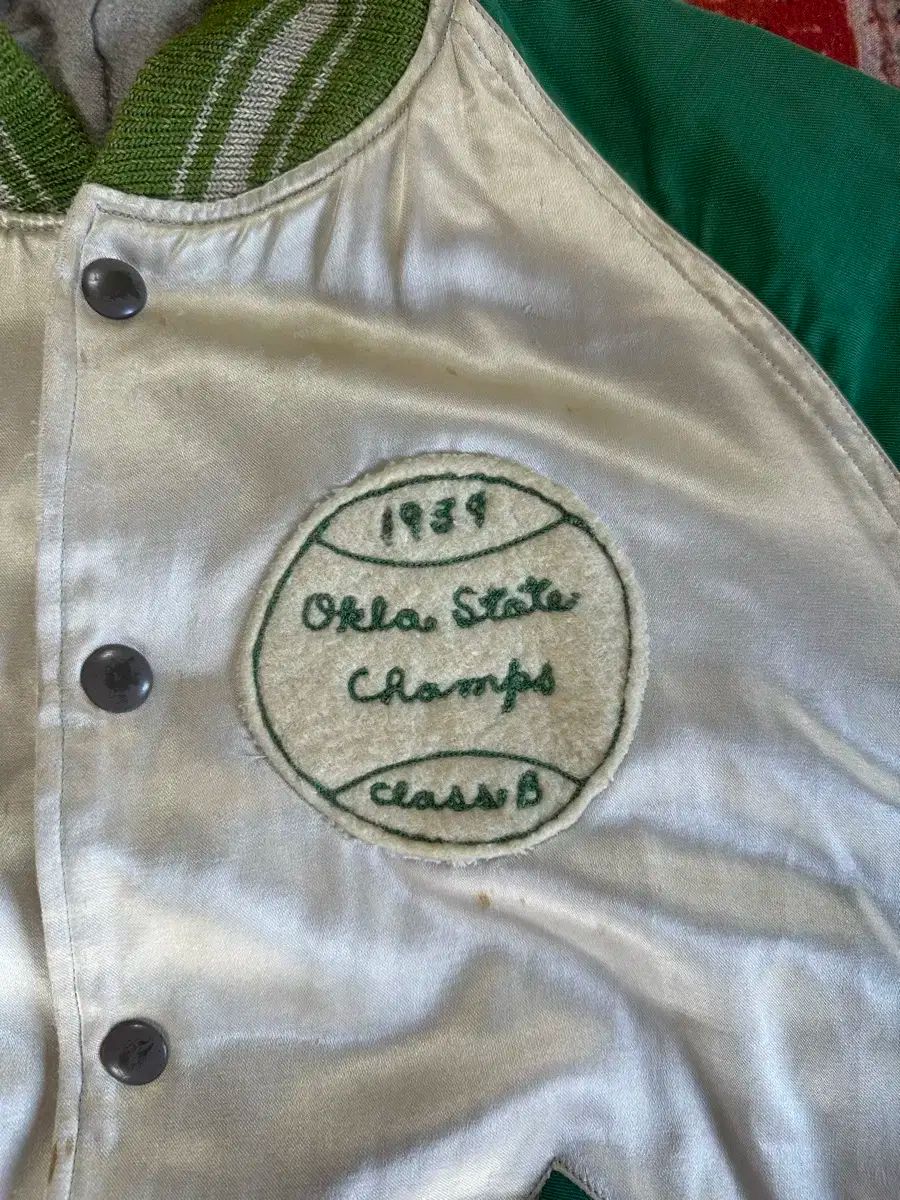 1939
Okla State
Champs
Class B